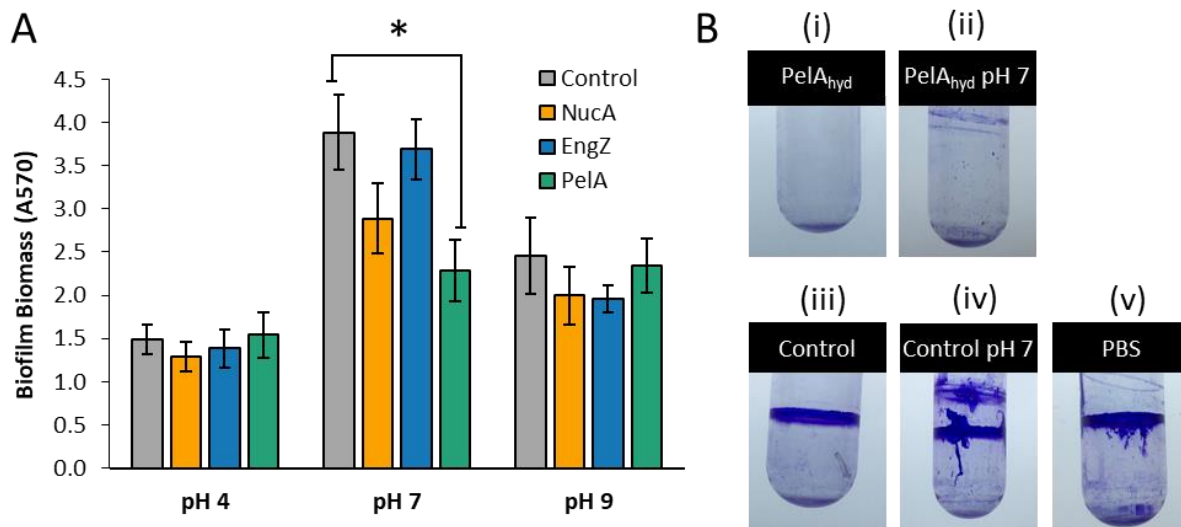 A
*
Biofilm Biomass (A570)
4.5
4.0
3.5
3.0
2.5
2.0
1.5
1.0
0.5
0.0
pH 4
pH 7
pH 9
Control
NucA
EngZ
PelA
B
(i)
(ii)
PelAhyd
PelAhyd pH 7
(iii)
(iv)
(v)
Control
Control pH 7
PBS